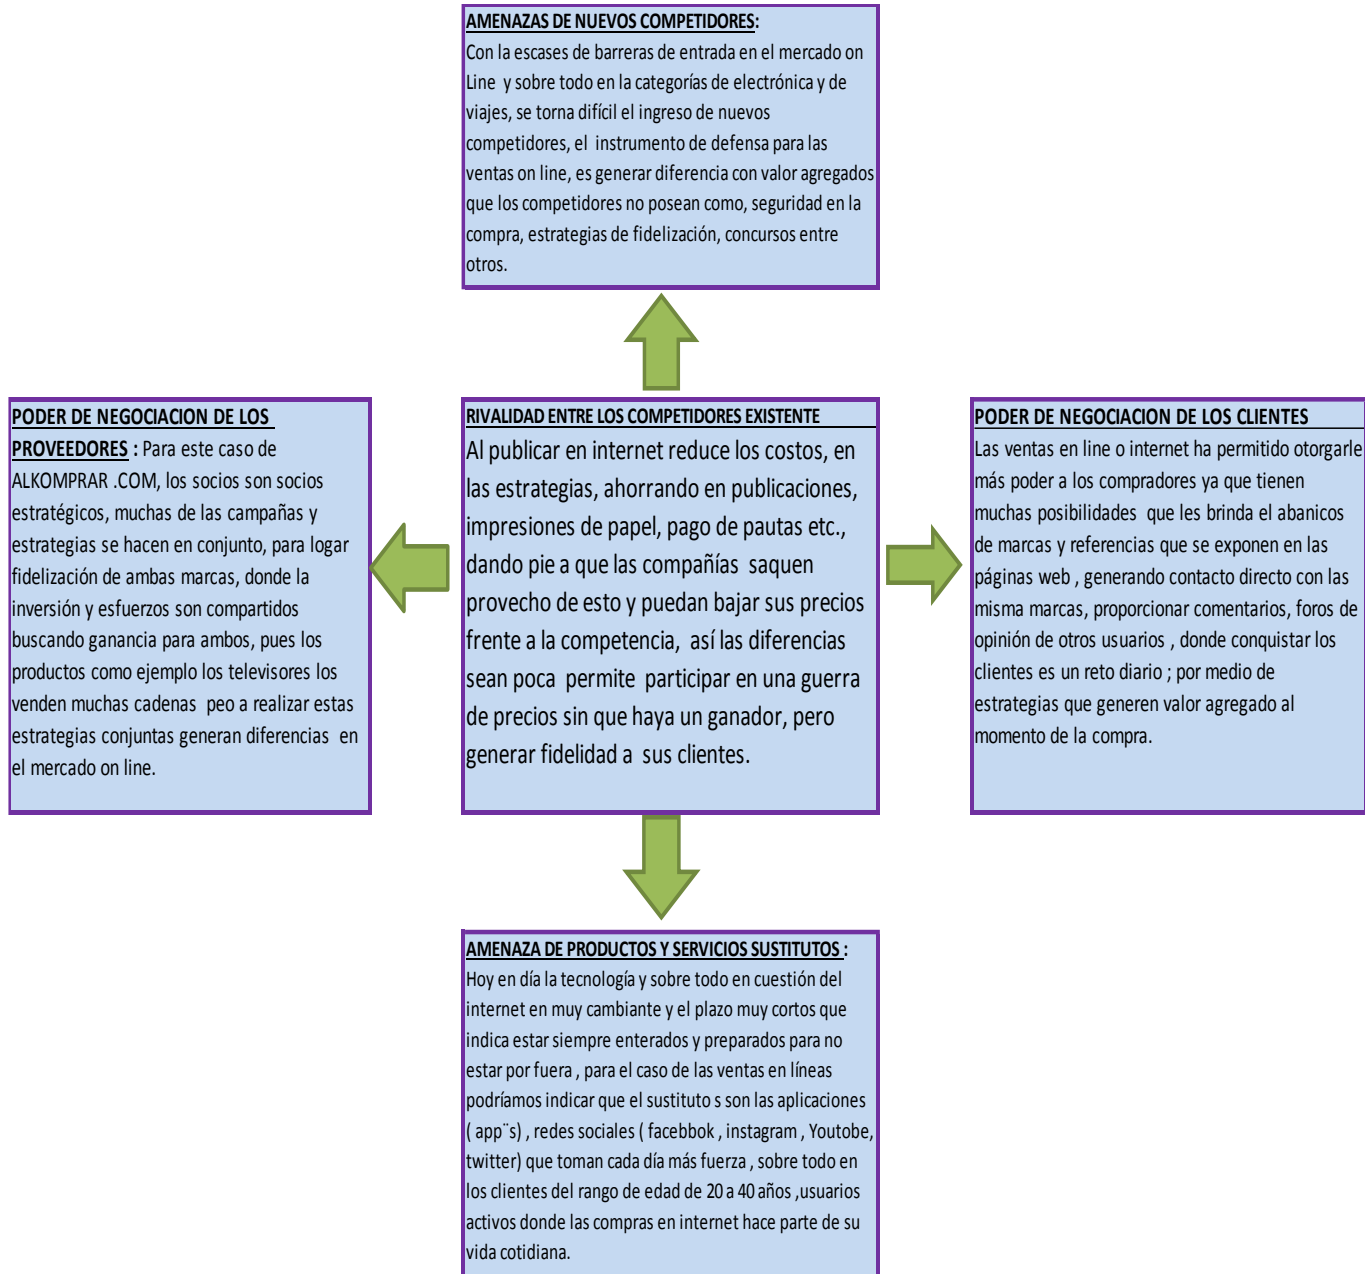 AMENAZAS DE NUEVOS COMPETIDORES:
Con la escases de barreras de entrada en el mercado on
Line y sobre todo en la categorías de electrónica y de
viajes, se torna difícil el ingreso de nuevos
competidores, el instrumento de defensa para las
ventas on line, es generar diferencia con valor agregados
que los competidores no posean como, seguridad en la
compra, estrategias de fidelización, concursos entre
otros.
PODER DE NEGOCIACION DE LOS
PROVEEDORES : Para este caso de
ALKOMPRAR .COM, los socios son socios
estratégicos, muchas de las campañas y
estrategias se hacen en conjunto, para logar
fidelización de ambas marcas, donde la
inversión y esfuerzos son compartidos
buscando ganancia para ambos, pues los
productos como ejemplo los televisores los
venden muchas cadenas peo a realizar estas
estrategias conjuntas generan diferencias en
el mercado on line.
RIVALIDAD ENTRE LOS COMPETIDORES EXISTENTE
Al publicar en internet reduce los costos, en
las estrategias, ahorrando en publicaciones,
impresiones de papel, pago de pautas etc.,
dando pie a que las compañías saquen
provecho de esto y puedan bajar sus precios
frente a la competencia, así las diferencias
sean poca permite participar en una guerra
de precios sin que haya un ganador, pero
generar fidelidad a sus clientes.
PODER DE NEGOCIACION DE LOS CLIENTES
Las ventas en line o internet ha permitido otorgarle
más poder a los compradores ya que tienen
muchas posibilidades que les brinda el abanicos
de marcas y referencias que se exponen en las
páginas web , generando contacto directo con las
misma marcas, proporcionar comentarios, foros de
opinión de otros usuarios , donde conquistar los
clientes es un reto diario ; por medio de
estrategias que generen valor agregado al
momento de la compra.
AMENAZA DE PRODUCTOS Y SERVICIOS SUSTITUTOS :
Hoy en día la tecnología y sobre todo en cuestión del
internet en muy cambiante y el plazo muy cortos que
indica estar siempre enterados y preparados para no
estar por fuera , para el caso de las ventas en líneas
podríamos indicar que el sustituto s son las aplicaciones
( app¨s) , redes sociales ( facebbok , instagram , Youtobe,
twitter) que toman cada día más fuerza , sobre todo en
los clientes del rango de edad de 20 a 40 años ,usuarios
activos donde las compras en internet hace parte de su
vida cotidiana.